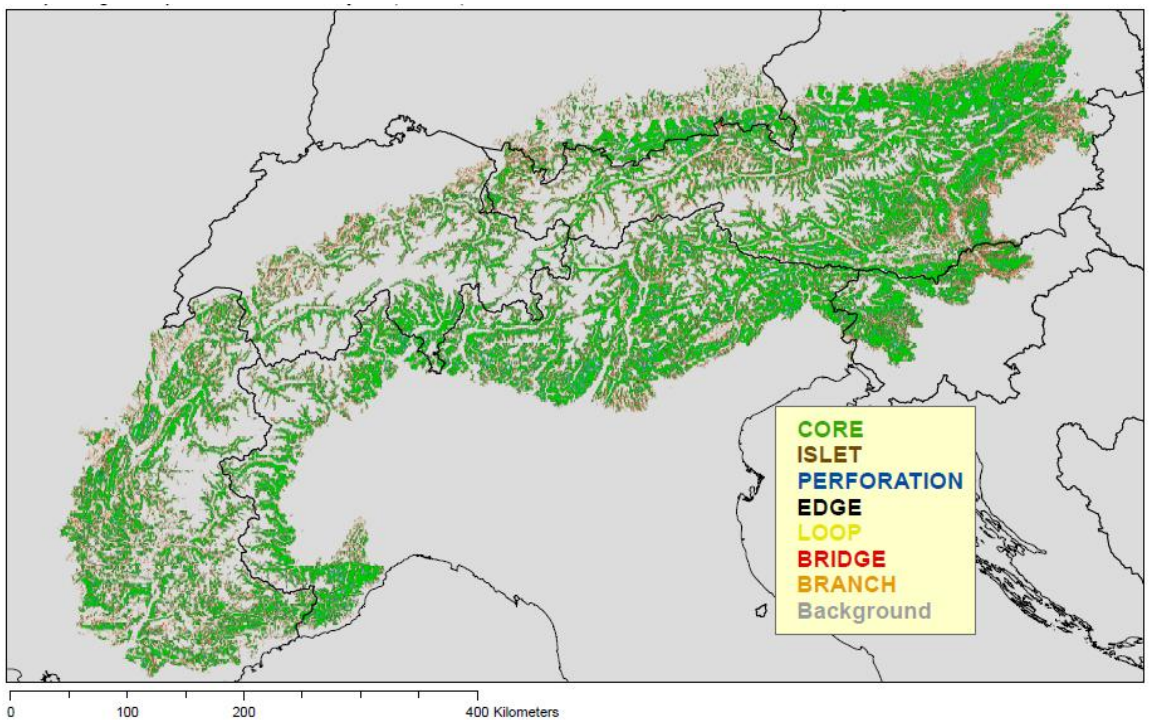 CORE
ISLET
PERFORATION
EDGE
LOOP
BRIDGE
BRANCH
Background
0 100 200 400 Kilometers